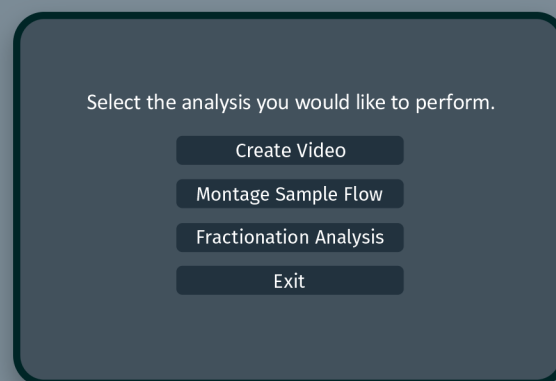 Select the analysis you would like to perform.
Create Video
Montage Sample Flow
Fractionation Analysis
Exit